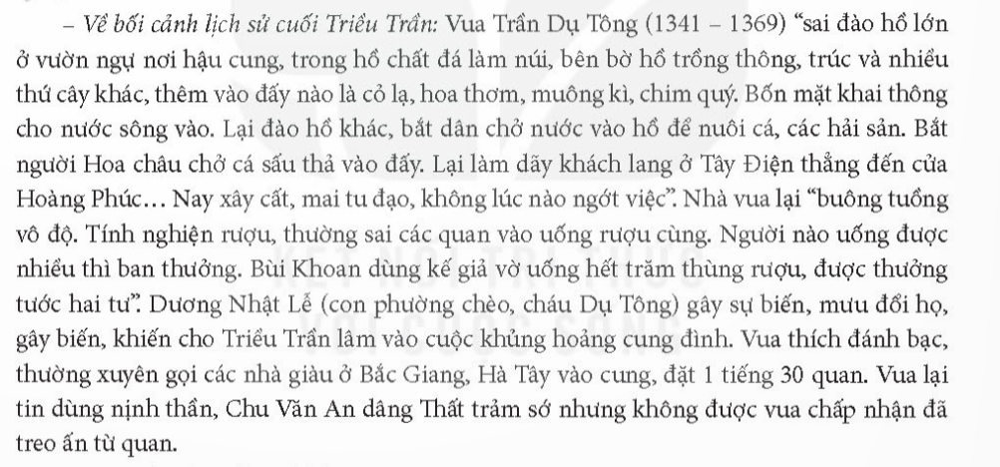 – Về bối cảnh lịch sử cuối Triều Trần: Vua Trần Dụ Tông (1341 – 1369) “sai đào hồ lớn
ở vườn ngự nơi hậu cung, trong hồ chất đá làm núi, bên bờ hồ trồng thông, trúc và nhiều
thứ cây khác, thêm vào đấy nào là cỏ lạ, hoa thơm, muông kì, chim quý. Bốn mặt khai thông
cho nước sông vào. Lại đào hồ khác, bắt dân chở nước vào hồ để nuôi cá, các hải sản. Bắt
người Hoa châu chở cá sấu thả vào đấy. Lại làm dãy khách lang ở Tây Điện thẳng đến cửa
Hoàng Phúc… Nay xây cất, mai tu đạo, không lúc nào ngớt việc”. Nhà vua lại “buông tuồng
vô độ. Tính nghiện rượu, thường sai các quan vào uống rượu cùng. Người nào uống được
nhiều thì ban thưởng. Bùi Khoan dùng kế giả vờ uống hết trăm thùng rượu, được thưởng
tước hai tư”. Dương Nhật Lễ (con phường chèo, cháu Dụ Tông) gây sự biến, mưu đổi họ,
gây biến, khiến cho Triều Trần lâm vào cuộc khủng hoảng cung đình. Vua thích đánh bạc,
thường xuyên gọi các nhà giàu ở Bắc Giang, Hà Tây vào cung, đặt 1 tiếng 30 quan. Vua lại
tin dùng nịnh thần, Chu Văn An dâng Thất trảm sớ nhưng không được vua chấp nhận đã
treo ấn từ quan.
KẾT NỐI TRI THỨC
VỚI CUỘC SỐNG